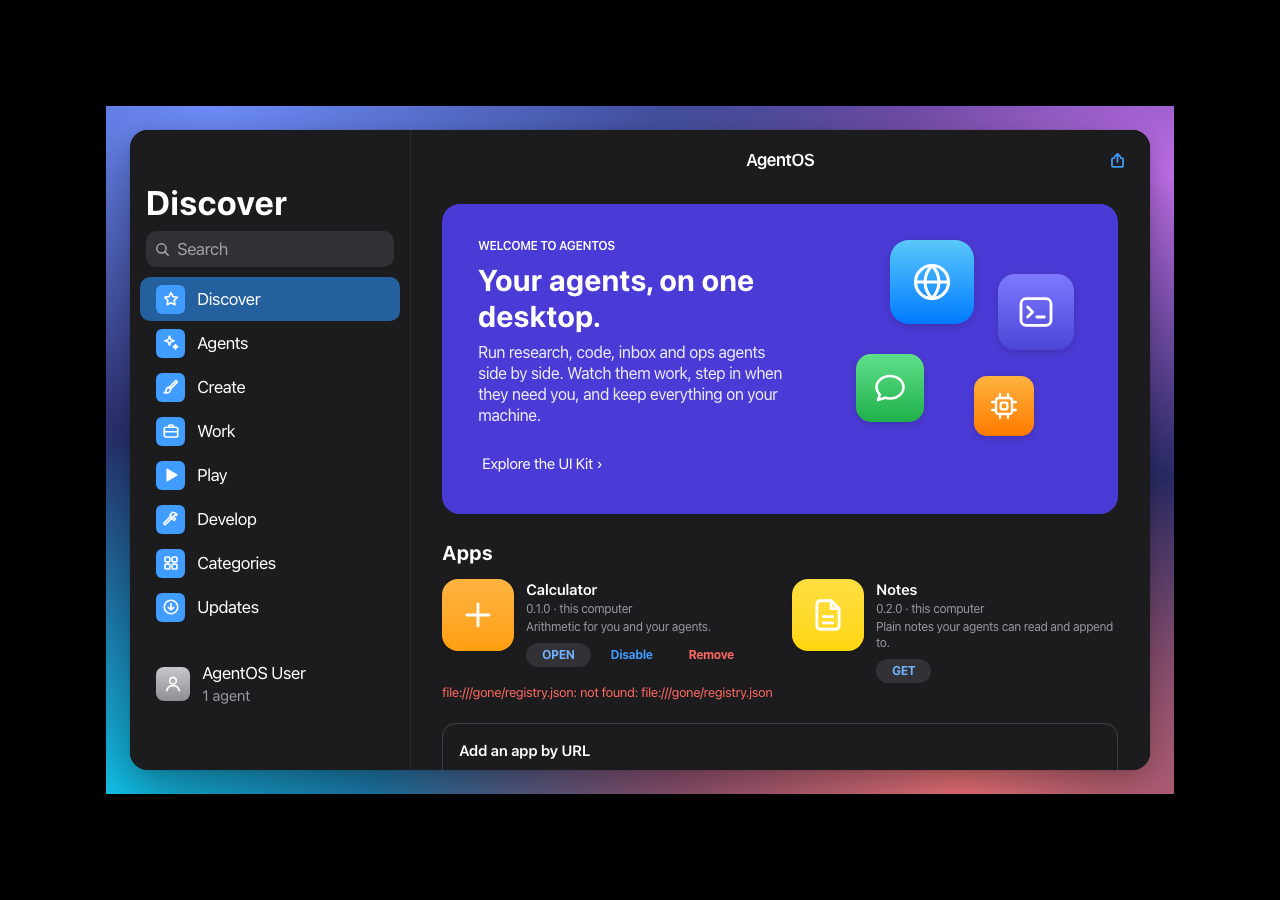 AgentOS
Discover
Search
Discover
Agents
Create
Work
Play
Develop
Categories
Updates
AgentOS User
1 agent
WELCOME TO AGENTOS
Your agents, on one
desktop.
Run research, code, inbox and ops agents
side by side. Watch them work, step in when
they need you, and keep everything on your
machine.
Explore the UI Kit ›
Apps
Calculator
0.1.0 · this computer
Arithmetic for you and your agents.
OPEN Disable Remove
Notes
0.2.0 · this computer
Plain notes your agents can read and append
to.
GET
file:///gone/registry.json: not found: file:///gone/registry.json
Add an app by URL